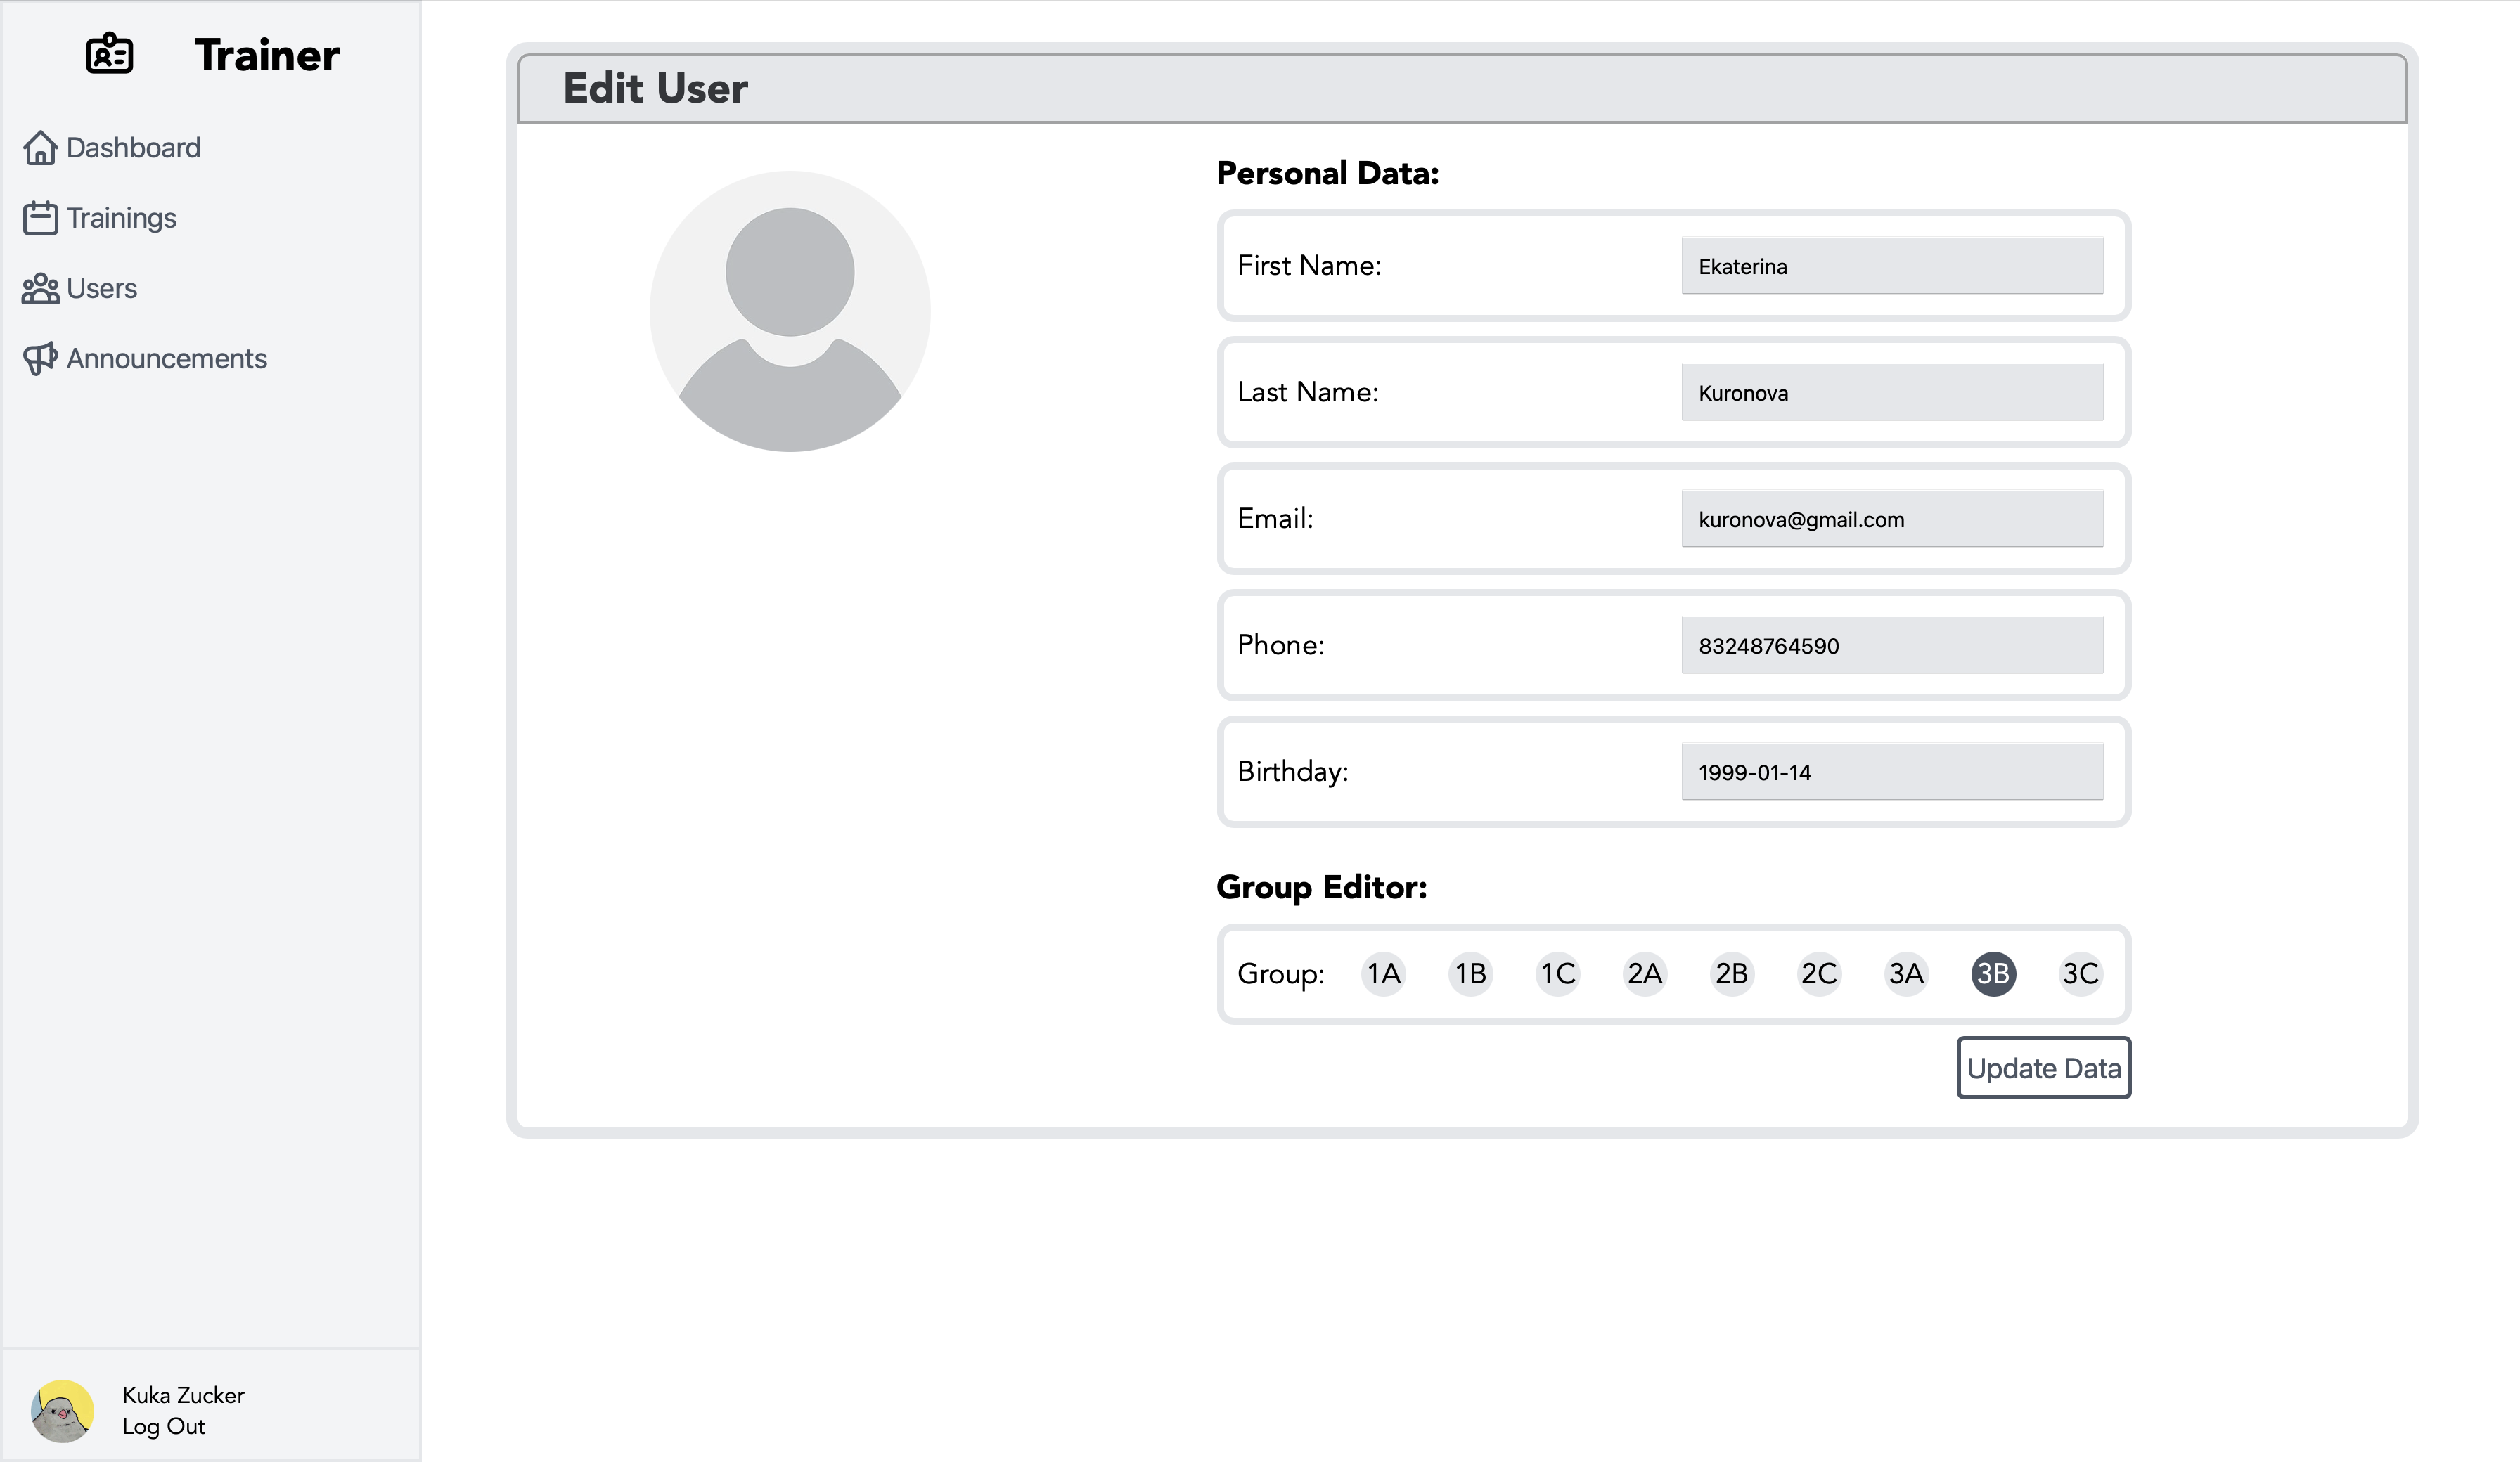 Trainer
Dashboard
Trainings
Users
Announcements
Kuka Zucker
Log Out
Edit User
Personal Data:
First Name: Ekaterina
Last Name: Kuronova
Email: kuronova@gmail.com
Phone: 83248764590
Birthday: 1999-01-14
Group Editor:
Group: 1A 1B 1C 2A 2B 2C 3A 3B 3C
Update Data